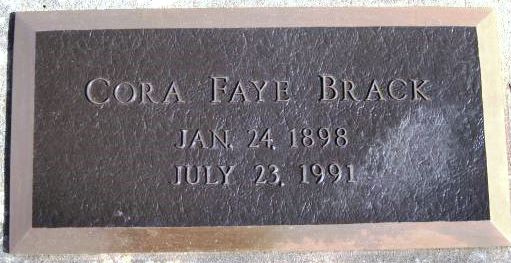 CORA FAYE BRACK
JAN. 24, 1898
JULY 23, 1991